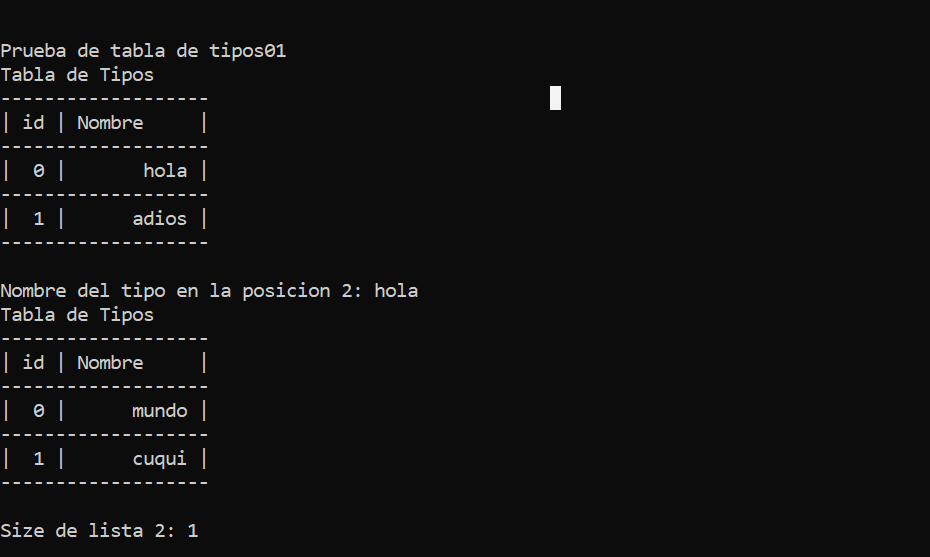 Prueba de tabla de tipos01
Tabla de Tipos
-------------------
| id | Nombre     |
-------------------
|  0 |       hola |
-------------------
|  1 |      adios |
-------------------
Nombre del tipo en la posicion 2: hola
Tabla de Tipos
-------------------
| id | Nombre     |
-------------------
|  0 |      mundo |
-------------------
|  1 |      cuqui |
-------------------
Size de lista 2: 1